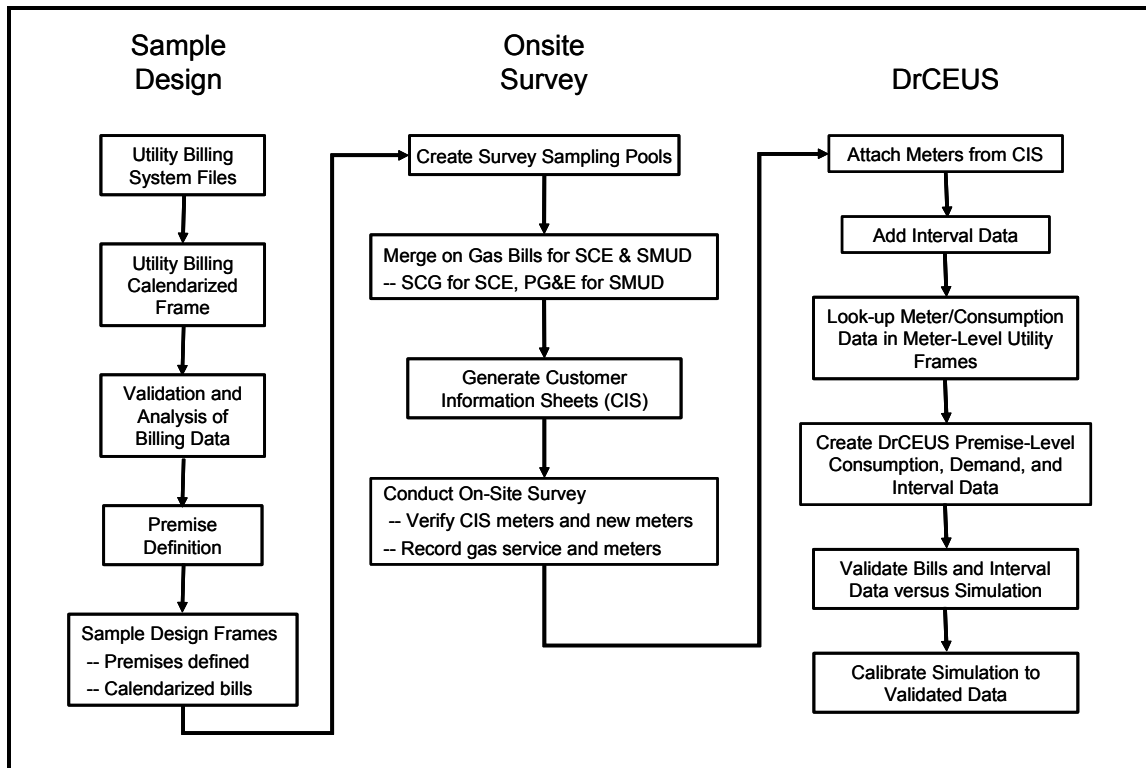 Sample
Design
Utility Billing
System Files
Utility Billing
Calendarized
Frame
Validation and
Analysis of
Billing Data
Premise
Definition
Sample Design Frames
-- Premises defined
-- Calendarized bills
Onsite
Survey
Create Survey Sampling Pools
Merge on Gas Bills for SCE & SMUD
-- SCG for SCE, PG&E for SMUD
Generate Customer
Information Sheets (CIS)
Conduct On-Site Survey
-- Verify CIS meters and new meters
-- Record gas service and meters
DrCEUS
Attach Meters from CIS
Add Interval Data
Look-up Meter/Consumption
Data in Meter-Level Utility
Frames
Create DrCEUS Premise-Level
Consumption, Demand, and
Interval Data
Validate Bills and Interval
Data versus Simulation
Calibrate Simulation to
Validated Data